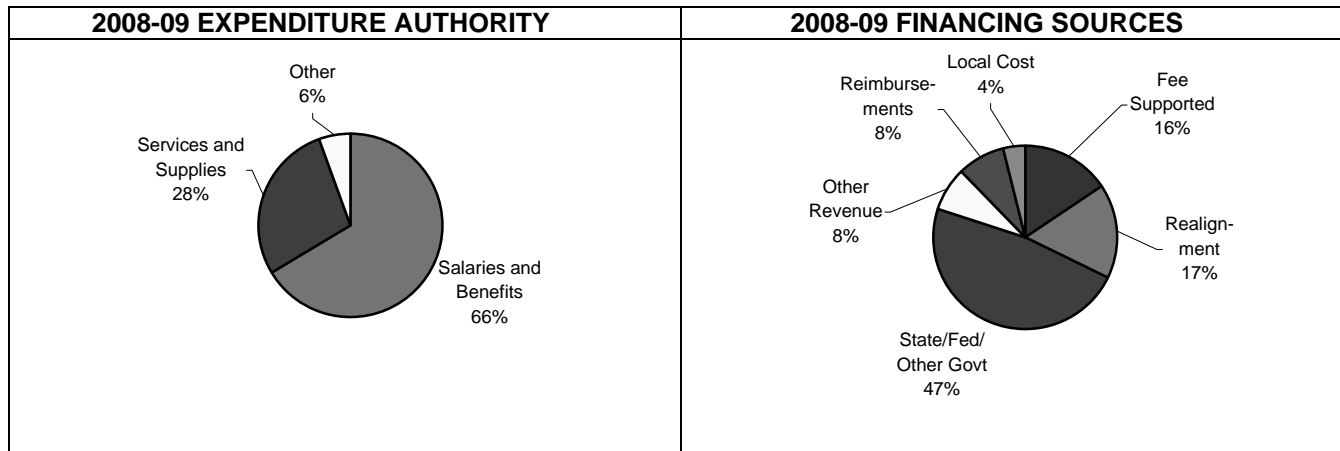 2008-09 EXPENDITURE AUTHORITY
Other
6%
Services and
Supplies
28%
Salaries and
Benefits
66%
2008-09 FINANCING SOURCES
Local Cost
4%
Reimburse-
ments
8%
Fee
Supported
16%
Other
Revenue
8%
Realign-
ment
17%
State/Fed/
Other Govt
47%